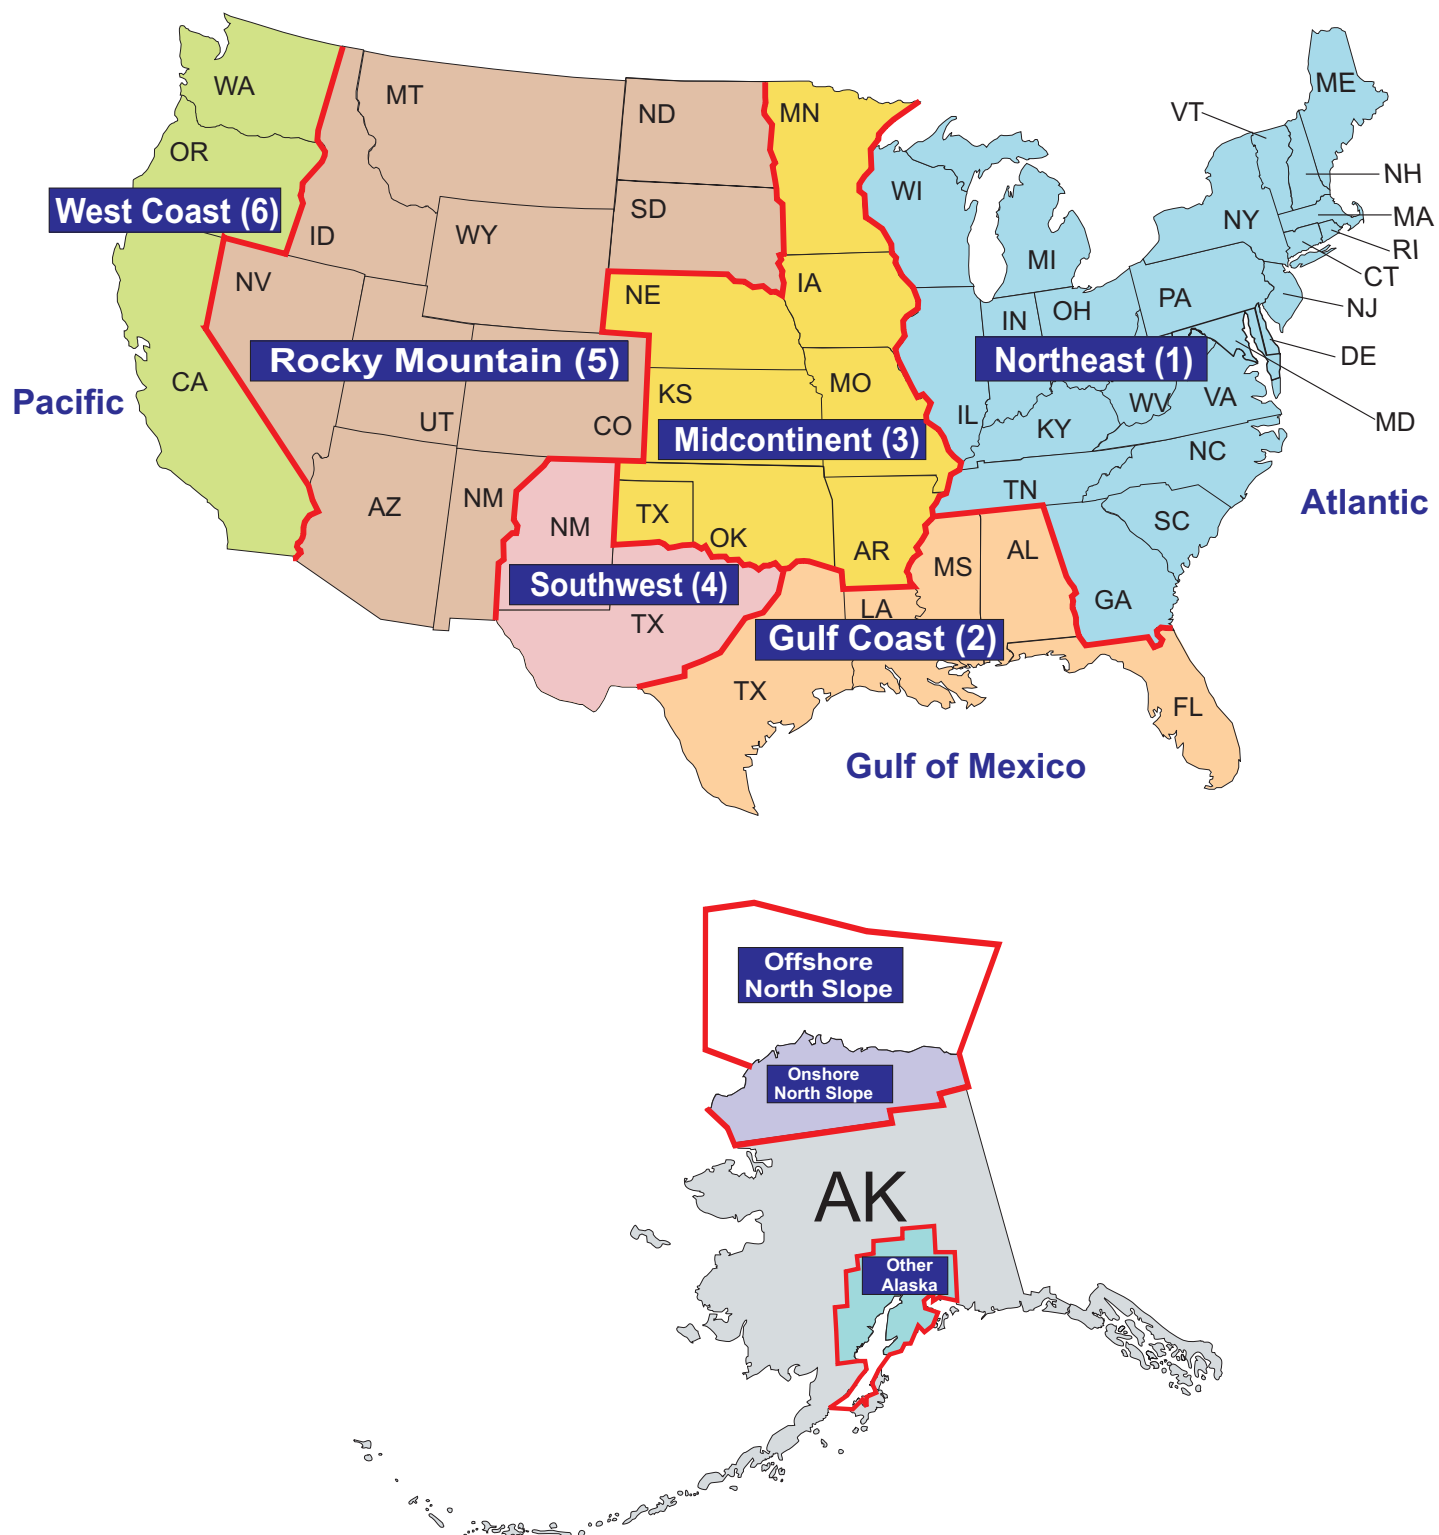 WA
MT
ND
MN
ME
VT
OR
NH
WI
MA
West Coast (6)
SD
NY
RI
ID
WY
MI
CT
NV
NE
IA
PA
NJ
IN
OH
Rocky Mountain (5)
Northeast (1)
DE
CA
KS
MO
Pacific
UT
CO
IL
KY
WV
VA
MD
Midcontinent (3)
NC
NM
TN
Atlantic
AZ
NM
TX
OK
AR
MS
AL
SC
Southwest (4)
GA
LA
TX
Gulf Coast (2)
TX
FL
Gulf of Mexico
Offshore
North Slope
Onshore
North Slope
AK
Other
Alaska